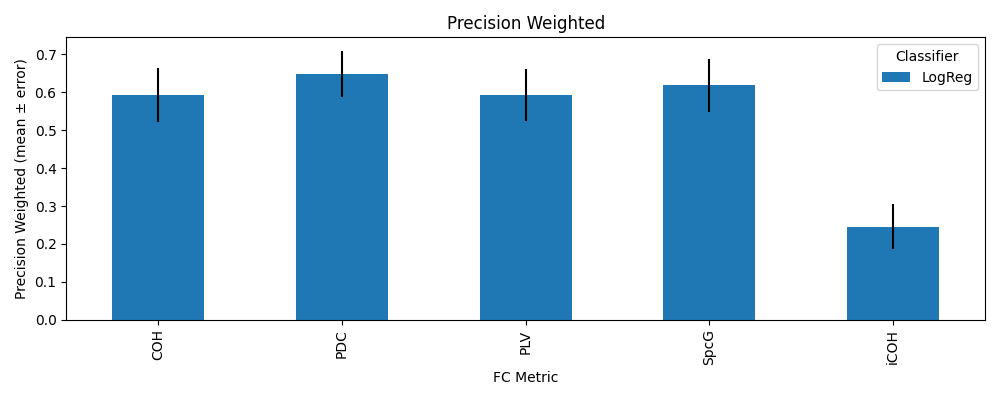 Precision Weighted
Precision Weighted (mean ± error)
0.7
0.6
0.5
0.4
0.3
0.2
0.1
0.0
Classifier
LogReg
COH
PDC
PLV
SpcG
iCOH
FC Metric